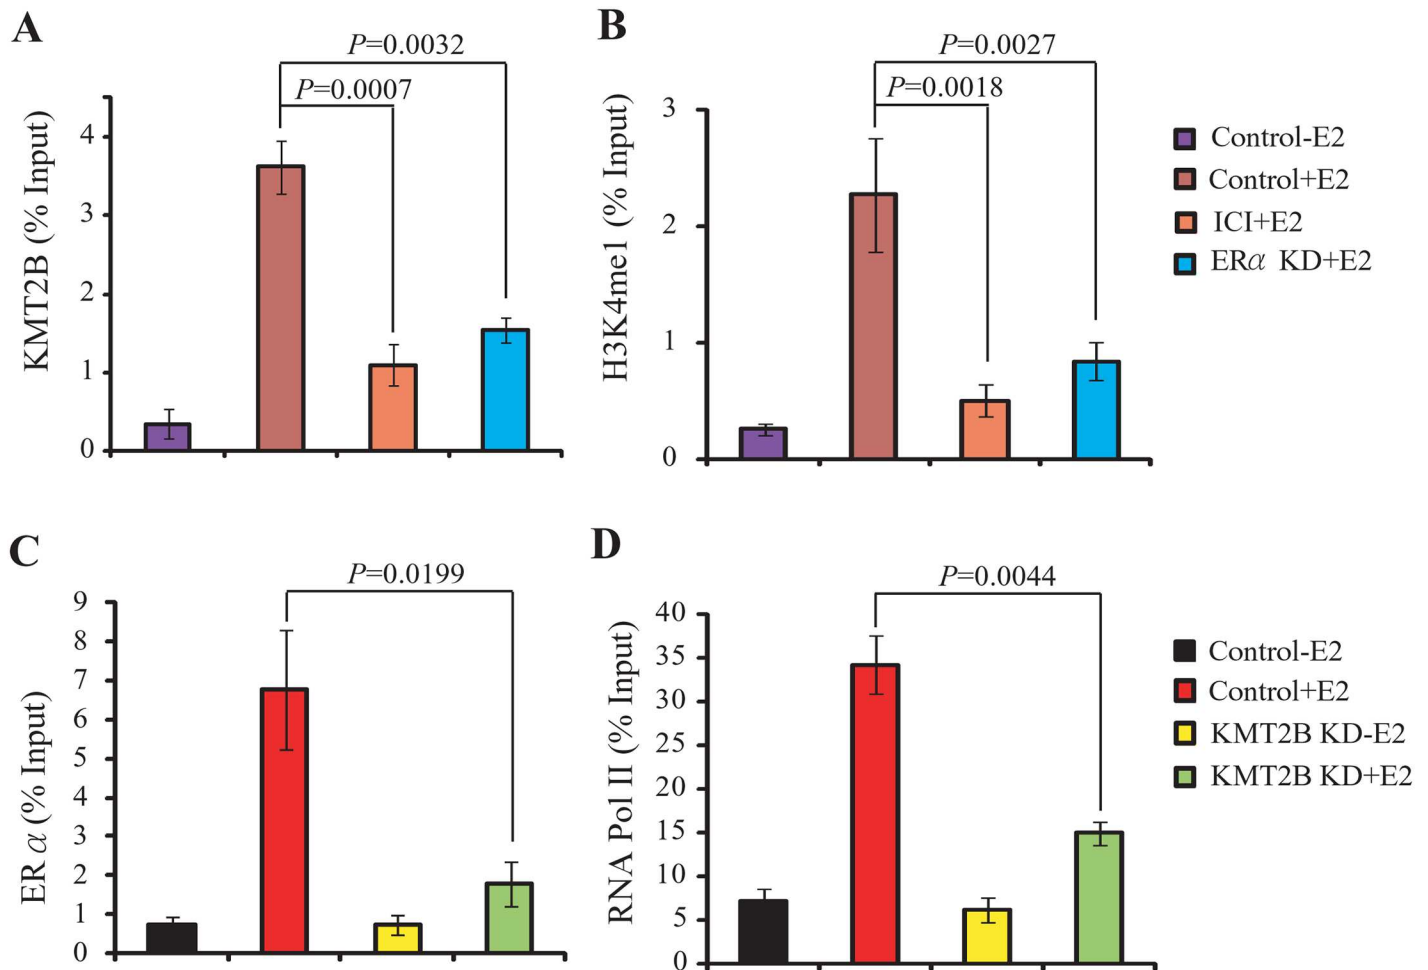 A
P=0.0032
P=0.0007
KMT2B (% Input)
4
3
2
1
0
B
P=0.0027
P=0.0018
H3K4me1 (% Input)
3
2
1
0
Control-E2
Control+E2
ICI+E2
ERα KD+E2
C
P=0.0199
ERα (% Input)
9
8
7
6
5
4
3
2
1
0
D
P=0.0044
RNA Pol II (% Input)
40
35
30
25
20
15
10
5
0
Control-E2
Control+E2
KMT2B KD-E2
KMT2B KD+E2